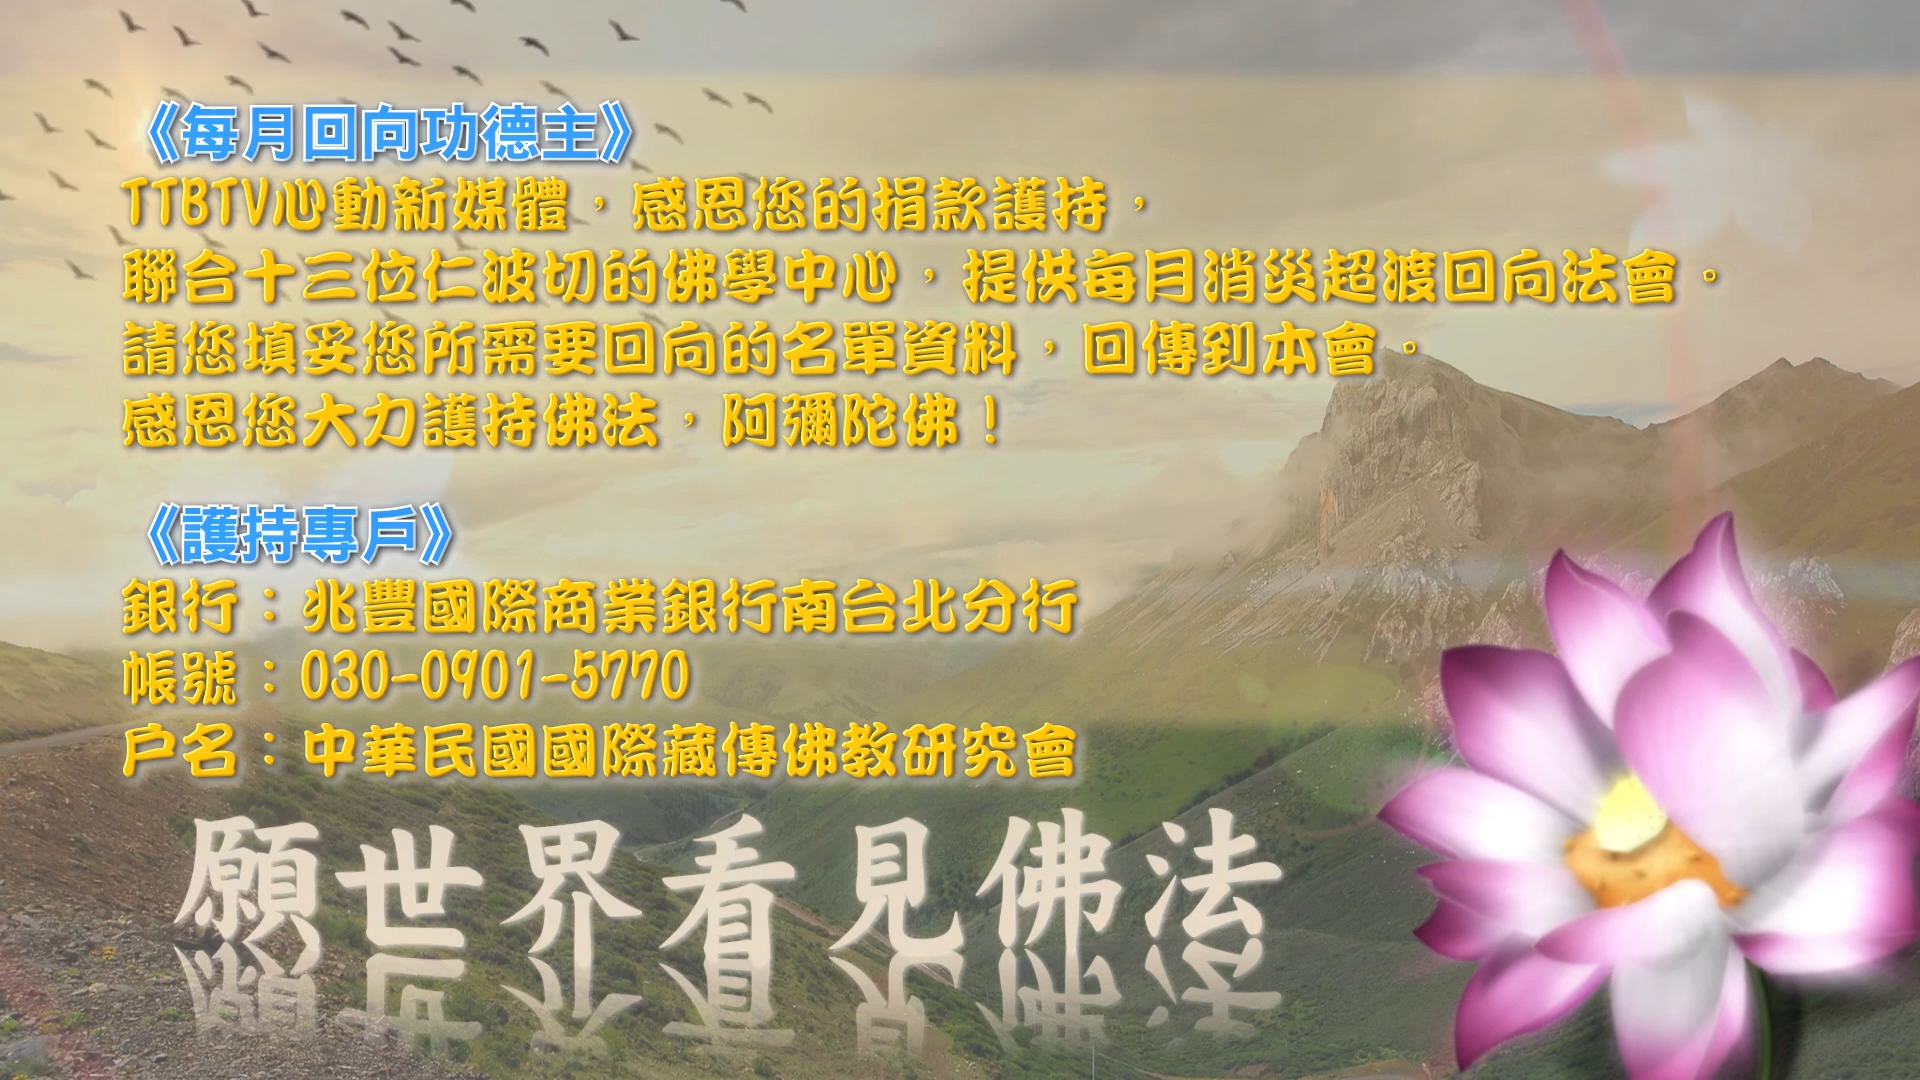 《每月回向功德主》
TTBTV心動新媒體，感恩您的捐款護持，
聯合十三位仁波切的佛學中心，提供每月消災超渡回向法會。
請您填妥您所需要回向的名單資料，回傳到本會。
感恩您大力護持佛法，阿彌陀佛！
《護持專戶》
銀行：兆豐國際商業銀行南台北分行
帳號：030-0901-5770
戶名：中華民國國際藏傳佛教研究會
願世界看見佛法